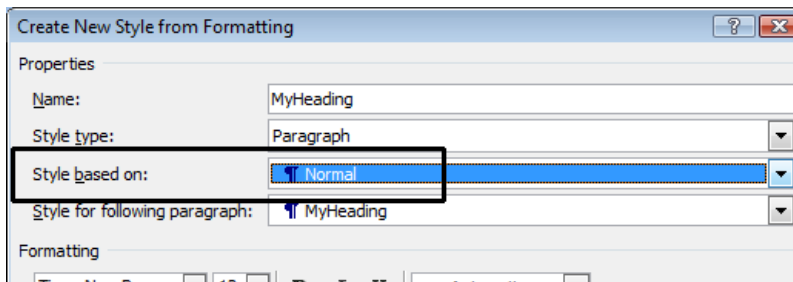 Create New Style from Formatting
Properties
Name: MyHeading
Style type: Paragraph
Style based on: ¶ Normal
Style for following paragraph: ¶ MyHeading
Formatting